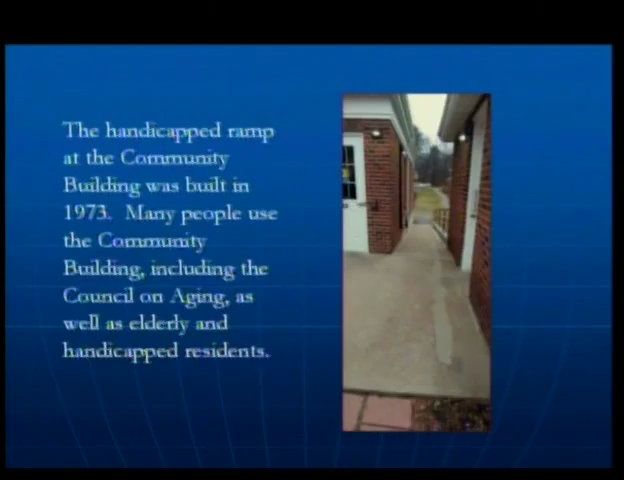 The handicapped ramp
at the Community
Building was built in
1973.  Many people use
the Community
Building, including the
Council on Aging, as
well as elderly and
handicapped residents.